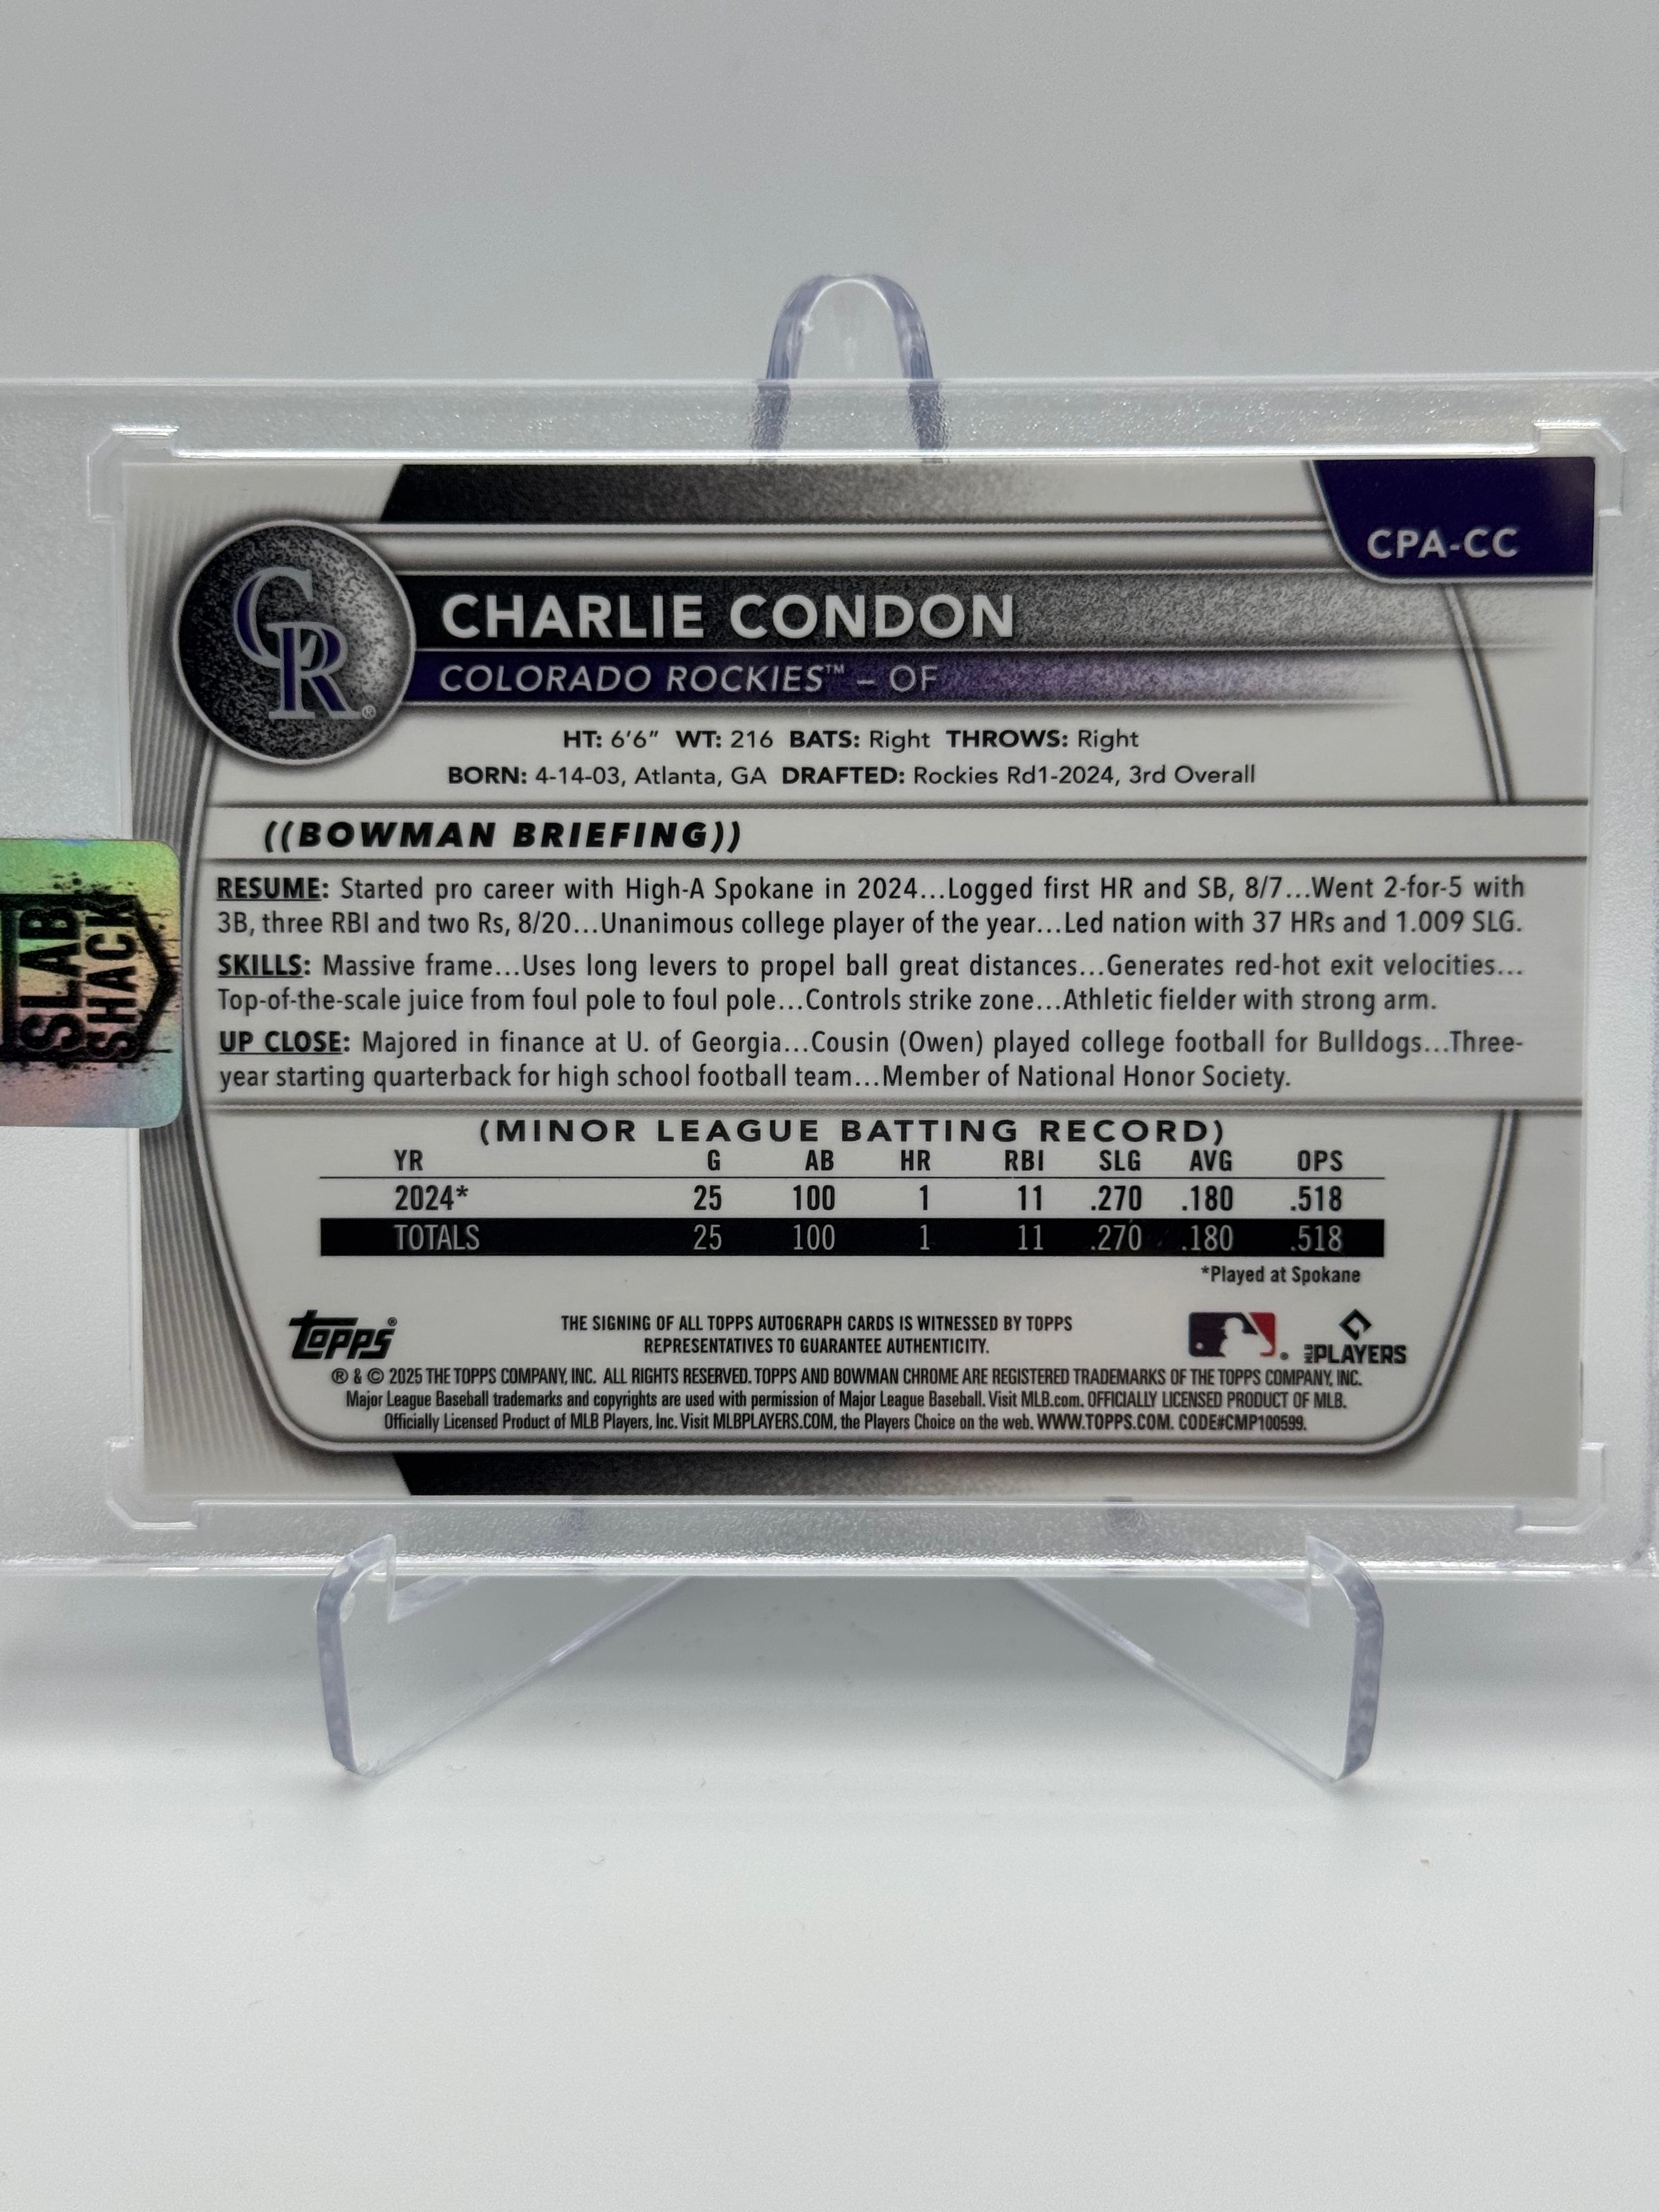 CPA-CC
CR®
CHARLIE CONDON
COLORADO ROCKIES™ – OF
HT: 6'6" WT: 216 BATS: Right THROWS: Right
BORN: 4-14-03, Atlanta, GA DRAFTED: Rockies Rd1-2024, 3rd Overall
((BOWMAN BRIEFING))
RESUME: Started pro career with High-A Spokane in 2024...Logged first HR and SB, 8/7...Went 2-for-5 with
3B, three RBI and two Rs, 8/20...Unanimous college player of the year...Led nation with 37 HRs and 1.009 SLG.
SKILLS: Massive frame...Uses long levers to propel ball great distances...Generates red-hot exit velocities...
Top-of-the-scale juice from foul pole to foul pole...Controls strike zone...Athletic fielder with strong arm.
UP CLOSE: Majored in finance at U. of Georgia...Cousin (Owen) played college football for Bulldogs...Three-
year starting quarterback for high school football team...Member of National Honor Society.
SLAB
SHACK
(MINOR LEAGUE BATTING RECORD)
YR G AB HR RBI SLG AVG OPS
2024* 25 100 1 11 .270 .180 .518
TOTALS 25 100 1 11 .270 .180 .518
*Played at Spokane
Topps®
THE SIGNING OF ALL TOPPS AUTOGRAPH CARDS IS WITNESSED BY TOPPS
REPRESENTATIVES TO GUARANTEE AUTHENTICITY.
MLB PLAYERS
® & © 2025 THE TOPPS COMPANY, INC. ALL RIGHTS RESERVED. TOPPS AND BOWMAN CHROME ARE REGISTERED TRADEMARKS OF THE TOPPS COMPANY, INC.
Major League Baseball trademarks and copyrights are used with permission of Major League Baseball. Visit MLB.com. OFFICIALLY LICENSED PRODUCT OF MLB.
Officially Licensed Product of MLB Players, Inc. Visit MLBPLAYERS.COM, the Players Choice on the web. WWW.TOPPS.COM. CODE#CMP100599.